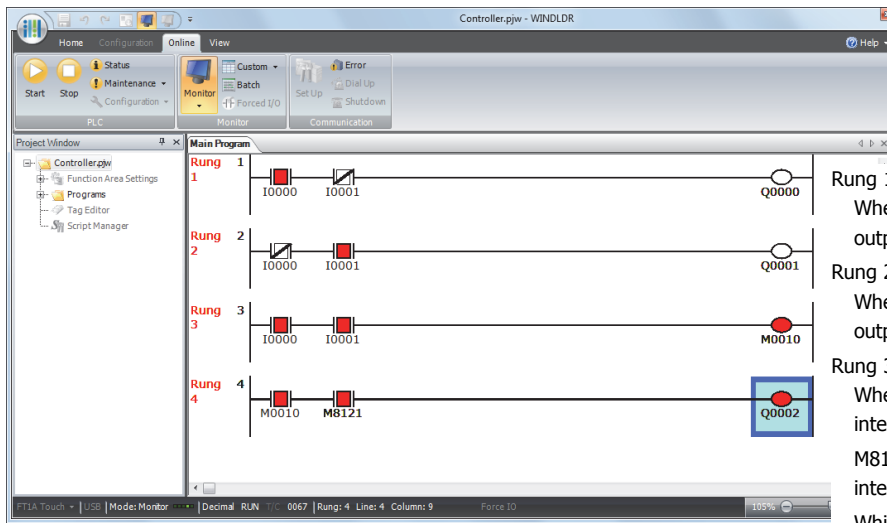 Controller.pjw - WINDLDR
Home Configuration Online View
Help
Start
Stop
Status
Maintenance
Configuration
PLC
Monitor
Custom
Batch
Forced I/O
Monitor
Set Up
Error
Dial Up
Shutdown
Communication
Project Window
Controller.pjw
Function Area Settings
Programs
Tag Editor
Script Manager
Main Program
Rung 1
1
I0000 I0001 Q0000
Rung 2
2
I0000 I0001 Q0001
Rung 3
3
I0000 I0001 M0010
Rung 4
4
M0010 M8121 Q0002
FT1A Touch USB Mode: Monitor Decimal RUN T/C 0067 Rung: 4 Line: 4 Column: 9 Force IO 105%
Rung
Whe
outp
Rung 2
Whe
outp
Rung 3
Whe
inte
M81
inte